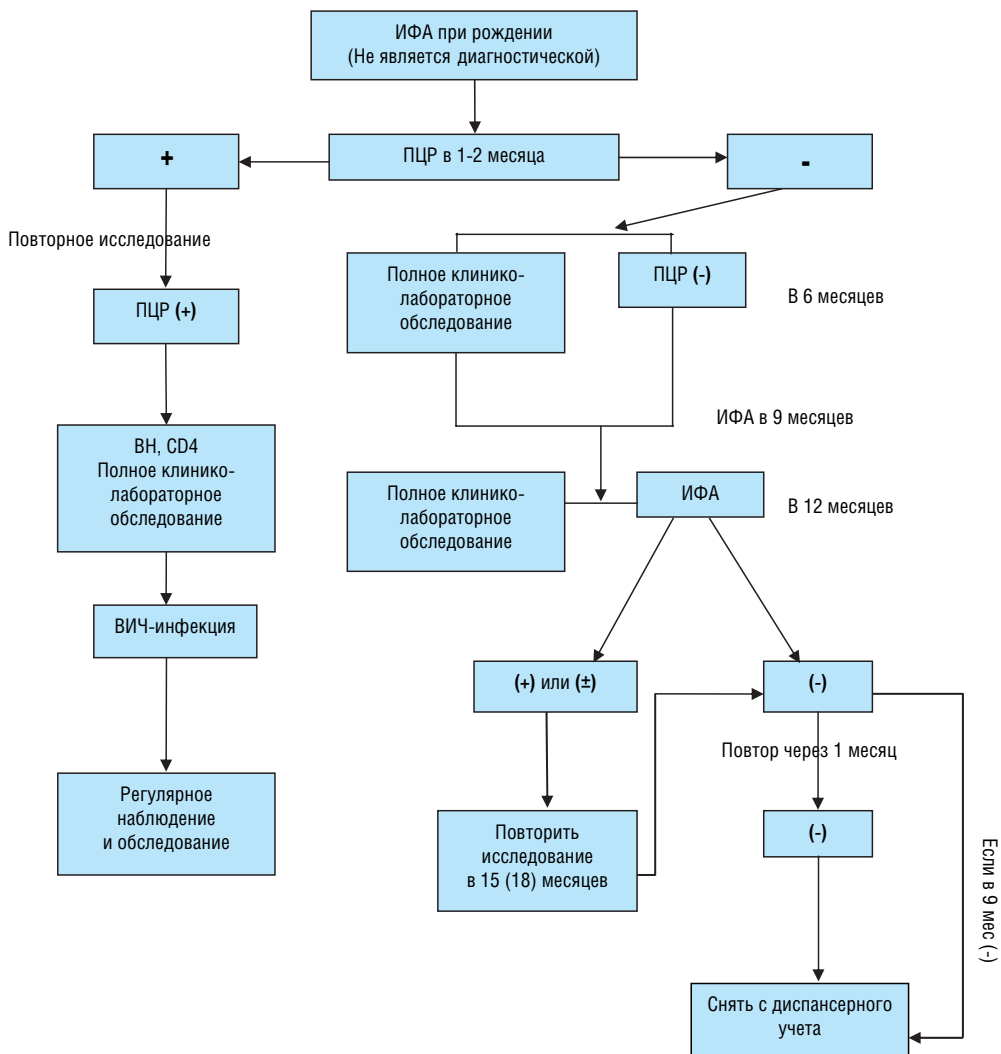 ИФА при рождении
(Не является диагностической)
+
ПЦР в 1-2 месяца
-
Повторное исследование
ПЦР (+)
ВН, CD4
Полное клинико-
лабораторное
обследование
ВИЧ-инфекция
Регулярное
наблюдение
и обследование
Полное клинико-
лабораторное
обследование
ПЦР (-)
В 6 месяцев
ИФА в 9 месяцев
Полное клинико-
лабораторное
обследование
ИФА
В 12 месяцев
(+) или (±)
(-)
Повтор через 1 месяц
Повторить
исследование
в 15 (18) месяцев
(-)
Если в 9 мес (-)
Снять с диспансерного
учета